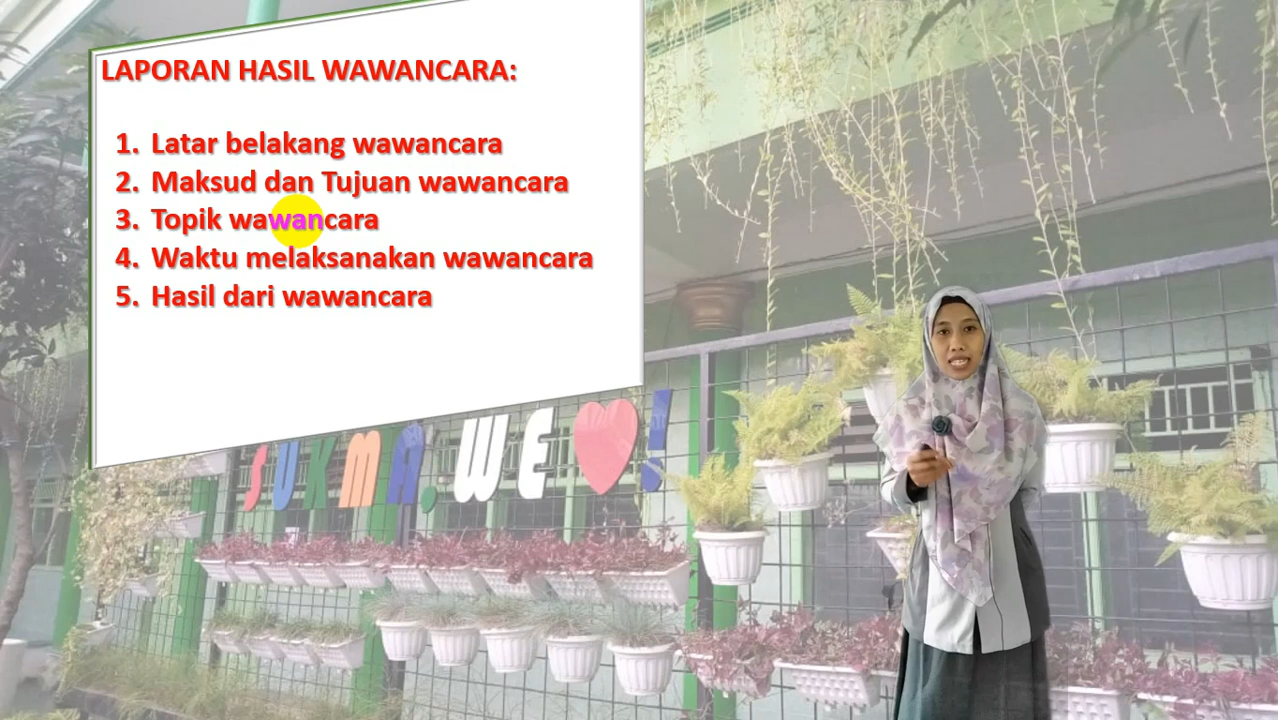 LAPORAN HASIL WAWANCARA:
1. Latar belakang wawancara
2. Maksud dan Tujuan wawancara
3. Topik wawancara
4. Waktu melaksanakan wawancara
5. Hasil dari wawancara
SUKMA. WE ❤!